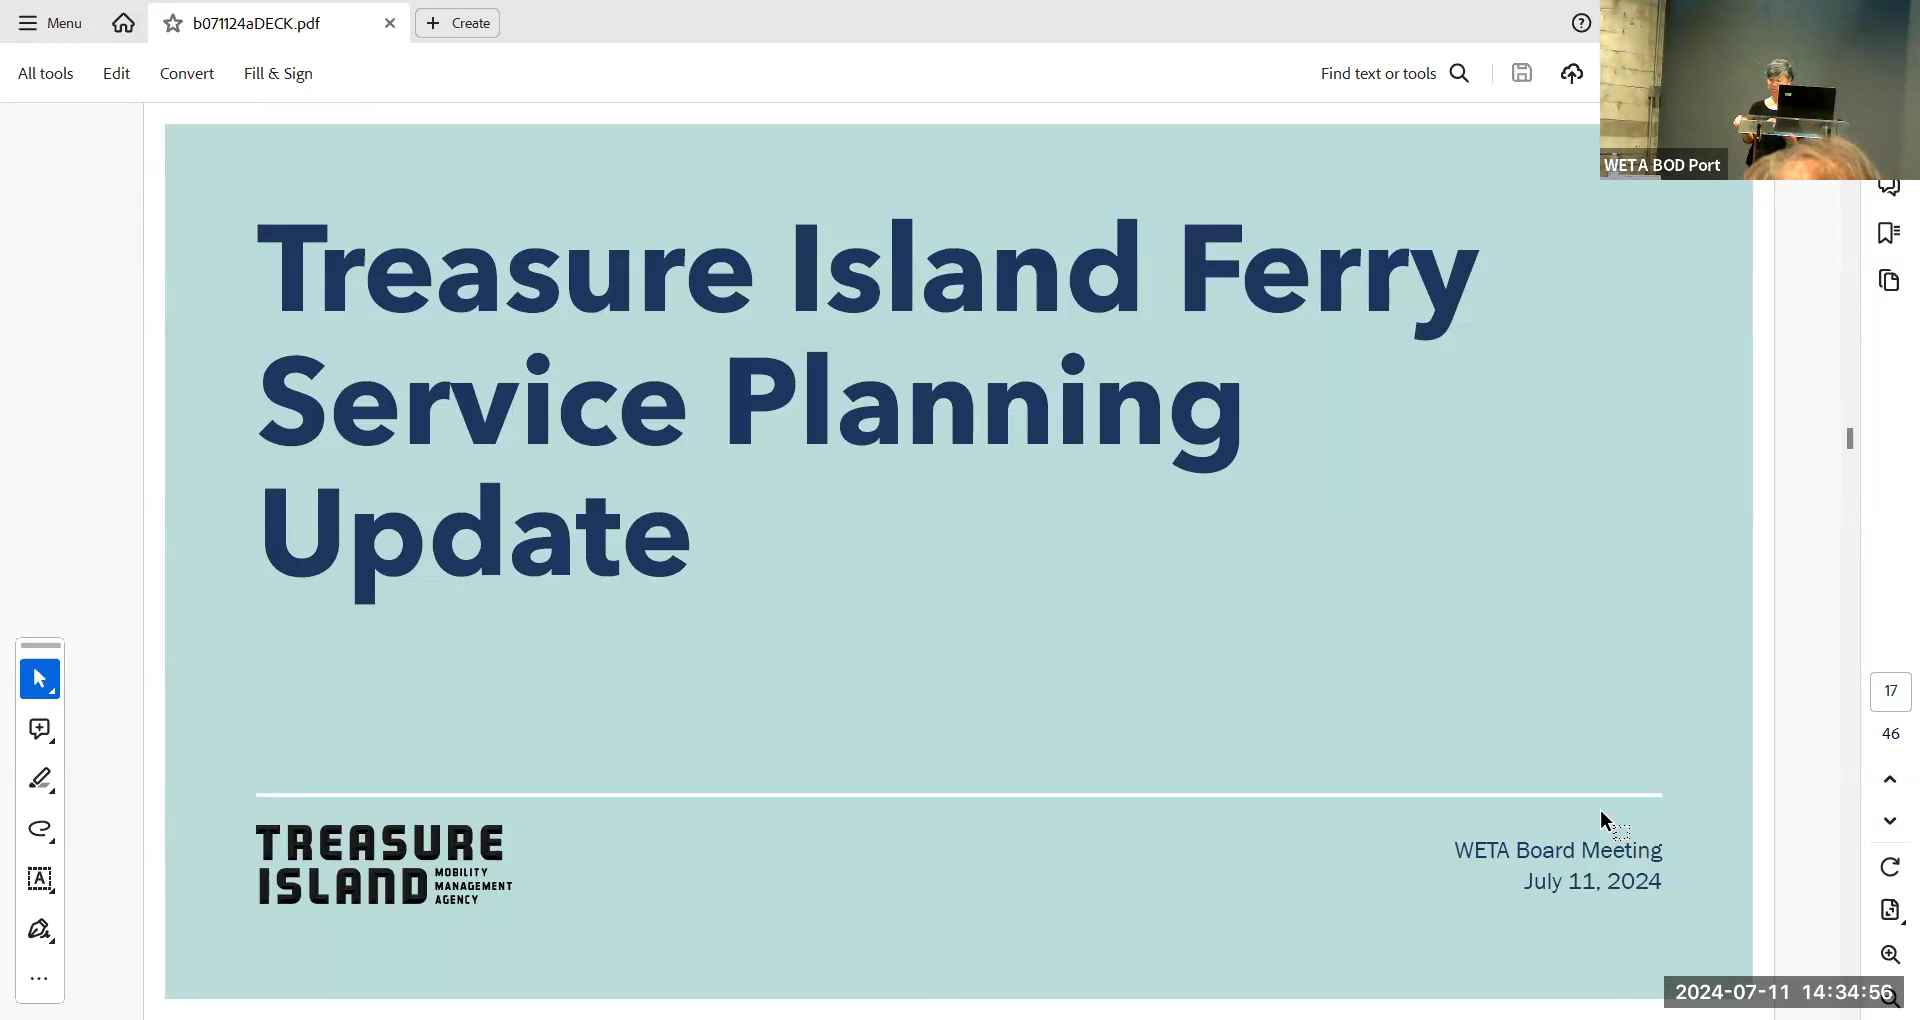 Menu
b071124aDECK.pdf
Create
All tools
Edit
Convert
Fill & Sign
Find text or tools
WETA BOD Port
Treasure Island Ferry
Service Planning
Update
17
46
TREASURE
ISLAND
MOBILITY
MANAGEMENT
AGENCY
WETA Board Meeting
July 11, 2024
2024-07-11 14:34:56